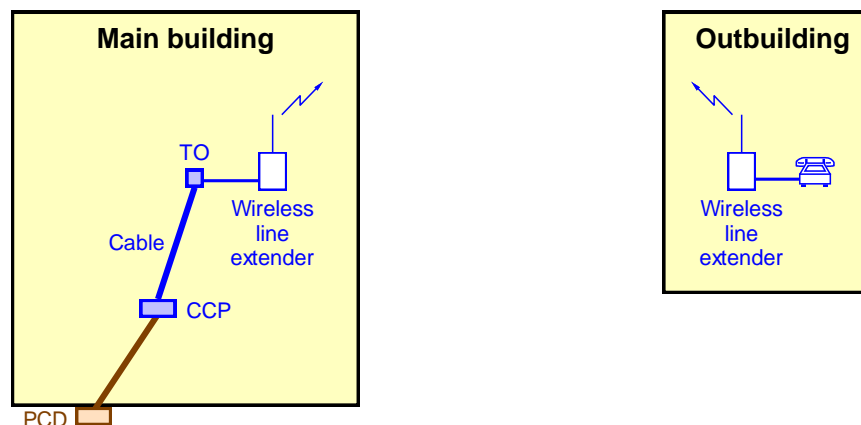 Main building
TO
Wireless
line
extender
Cable
CCP
PCD
Outbuilding
Wireless
line
extender